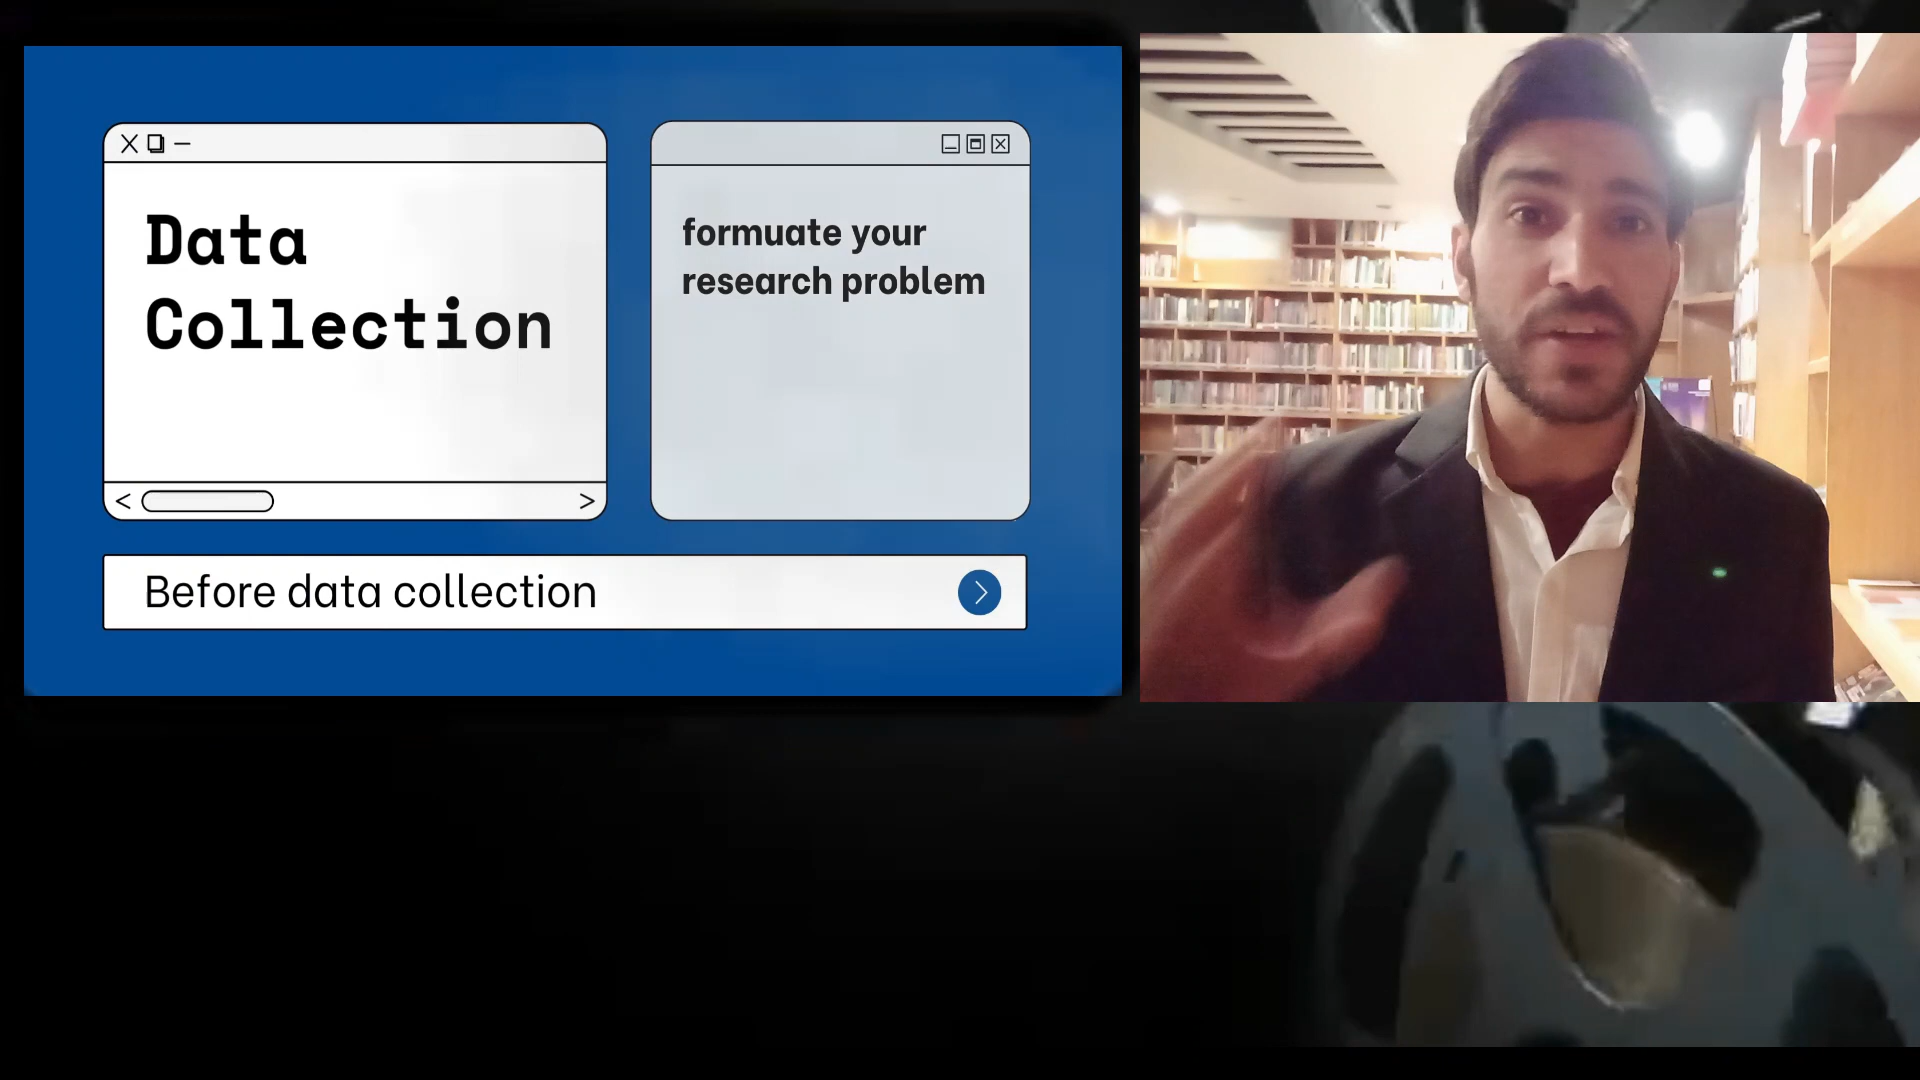 Data
Collection
formuate your
research problem
Before data collection